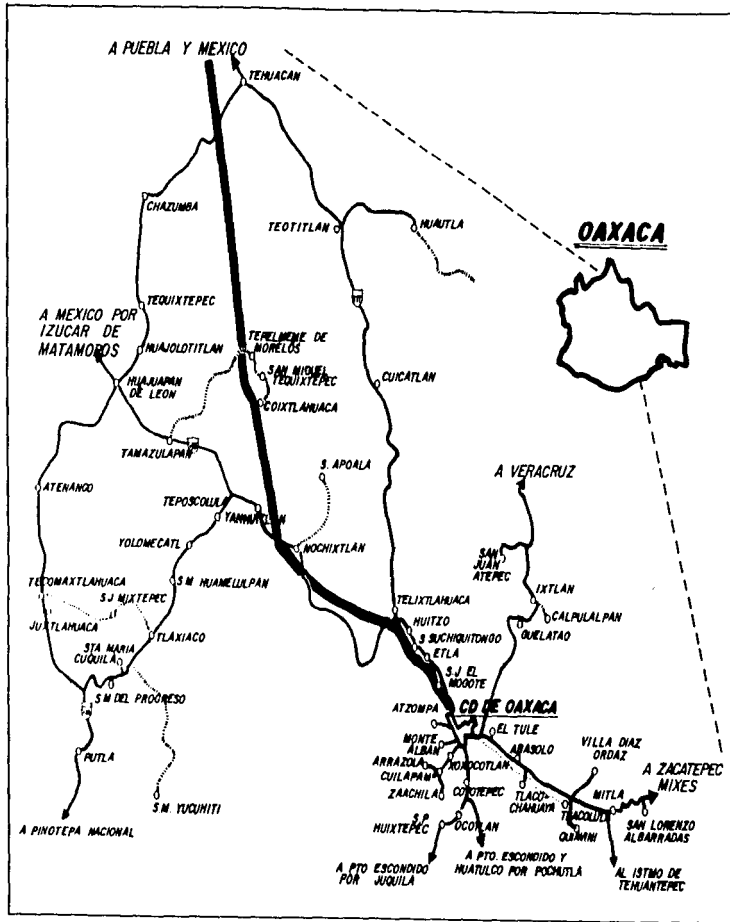 A PUEBLA Y MEXICO
TEHUACAN
CHAZUMBA
TEOTITLAN
HUAUTLA
OAXACA
TEQUIXTEPEC
A MEXICO POR
IZUCAR DE
MATAMOROS
HUAJOLOTITLAN
TEPELMEME DE
MORELOS
SAN MIGUEL
TEQUIXTEPEC
HUAJUAPAN
DE LEON
COIXTLAHUACA
CUICATLAN
TAMAZULAPAN
S. APOALA
A VERACRUZ
ATENANGO
TEPOSCOLULA
YANHUITLAN
NOCHIXTLAN
YOLOMECATL
SAN
JUAN
ATEPEC
S.M. HUAMELULPAN
IXTLAN
CALPULALPAN
TECOMAXTLAHUACA
S.J. MIXTEPEC
JUXTLAHUACA
TELIXTLAHUACA
HUITZO
GUELATAO
TLAXIACO
S. SUCHIQUITONGO
ETLA
STA MARIA
CUQUILA
S.J. EL
MOGOTE
S M DEL PROGRESO
CD DE OAXACA
ATZOMPA
EL TULE
MONTE
ALBAN
ABASOLO
VILLA DIAZ
ORDAZ
PUTLA
ARRAZOLA
XOXOCOTLAN
CUILAPAM
COYOTEPEC
ZAACHILA
TLACO-
CHAHUAYA
TLACOLULA
MITLA
A ZACATEPEC
MIXES
S.M. YUCUHITI
S.P.
HUIXTEPEC
OCOTLAN
SAN LORENZO
ALBARRADAS
A PINOTEPA NACIONAL
A PTO ESCONDIDO
POR JUQUILA
A PTO. ESCONDIDO Y
HUATULCO POR POCHUTLA
AL ISTMO DE
TEHUANTEPEC